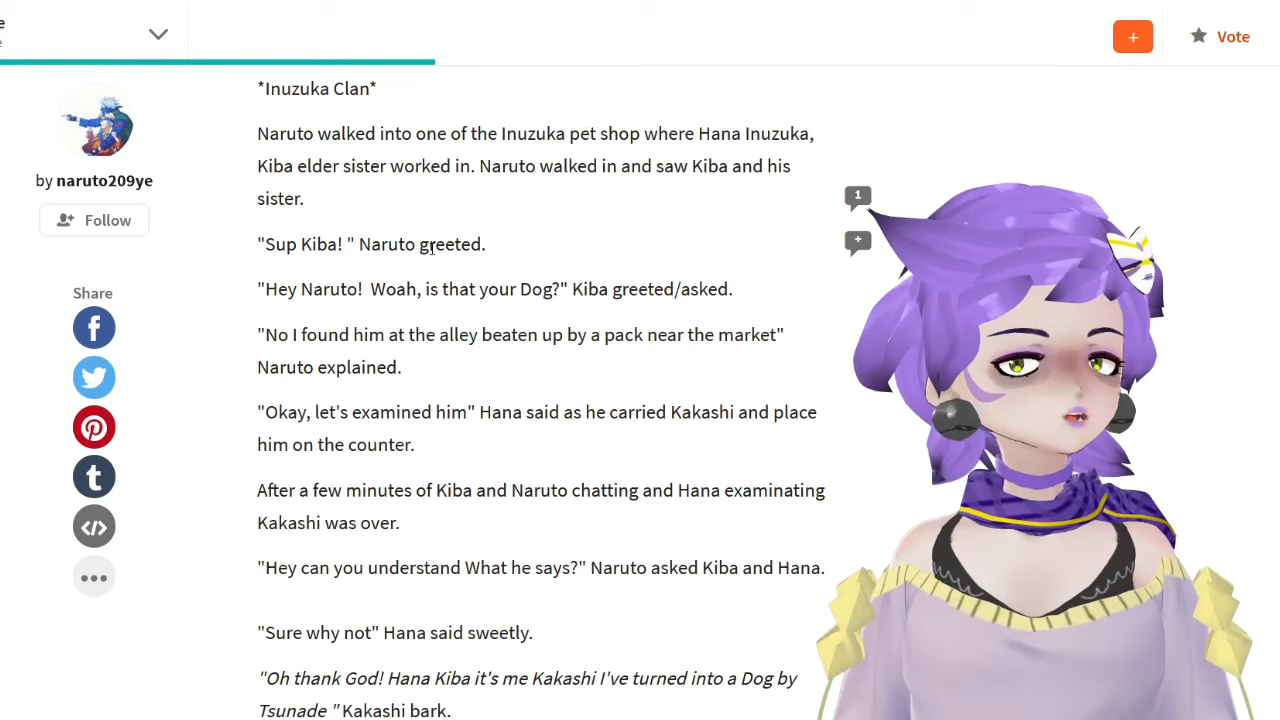 e
e
+
Vote
by naruto209ye
Follow
Share
*Inuzuka Clan*
Naruto walked into one of the Inuzuka pet shop where Hana Inuzuka,
Kiba elder sister worked in. Naruto walked in and saw Kiba and his
sister.
1
"Sup Kiba! " Naruto greeted.
+
"Hey Naruto!  Woah, is that your Dog?" Kiba greeted/asked.
"No I found him at the alley beaten up by a pack near the market"
Naruto explained.
"Okay, let's examined him" Hana said as he carried Kakashi and place
him on the counter.
After a few minutes of Kiba and Naruto chatting and Hana examinating
Kakashi was over.
"Hey can you understand What he says?" Naruto asked Kiba and Hana.
"Sure why not" Hana said sweetly.
"Oh thank God! Hana Kiba it's me Kakashi I've turned into a Dog by
Tsunade " Kakashi bark.